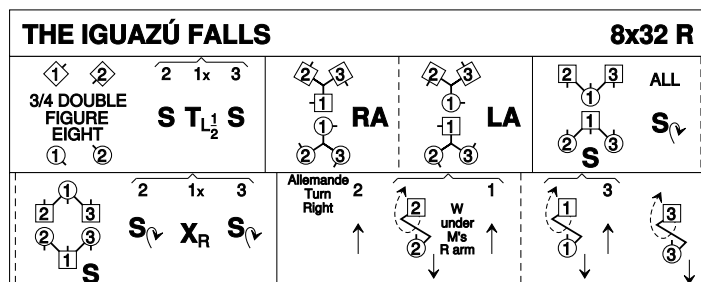 THE IGUAZÚ FALLS 8x32 R
1 2 2 1x 3 2 3 2 3 2 3 ALL
3/4 DOUBLE
FIGURE
EIGHT
S T L 1/2 S 1 RA 1 LA 1 S
1 2 1 2 3 1 2 3 1 2 3 S
1 2 1x 3 Allemande
Turn
Right
2 1 3
2 3 S X R S 2 W
under
M's
R arm
1 3
2 3 1 S 2 1 3